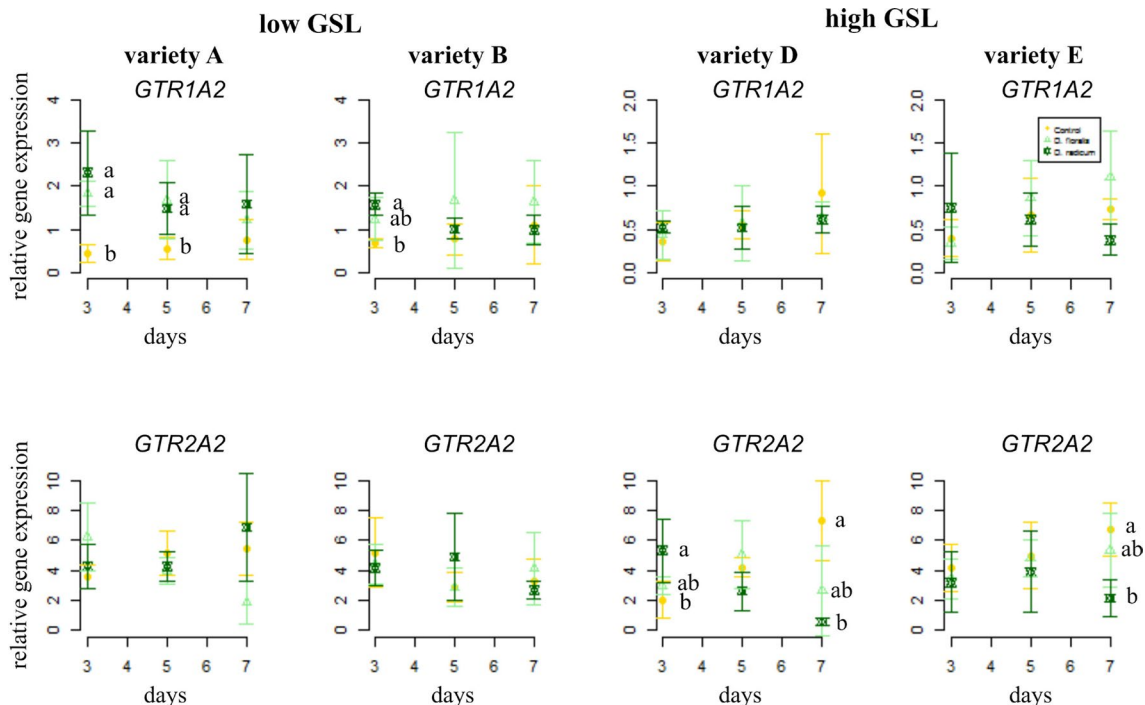 low GSL
high GSL
variety A
variety B
variety D
variety E
GTR1A2
GTR1A2
GTR1A2
GTR1A2
relative gene expression
4
3
2
1
0
a
a
b
a
a
b
3 4 5 6 7
days
4
3
2
1
0
a
ab
b
3 4 5 6 7
days
2.0
1.5
1.0
0.5
0.0
3 4 5 6 7
days
2.0
1.5
1.0
0.5
0.0
Control
D. floralis
D. radicum
3 4 5 6 7
days
GTR2A2
GTR2A2
GTR2A2
GTR2A2
relative gene expression
10
8
6
4
2
0
3 4 5 6 7
days
10
8
6
4
2
0
3 4 5 6 7
days
10
8
6
4
2
0
a
ab
b
a
ab
b
3 4 5 6 7
days
10
8
6
4
2
0
a
ab
b
3 4 5 6 7
days